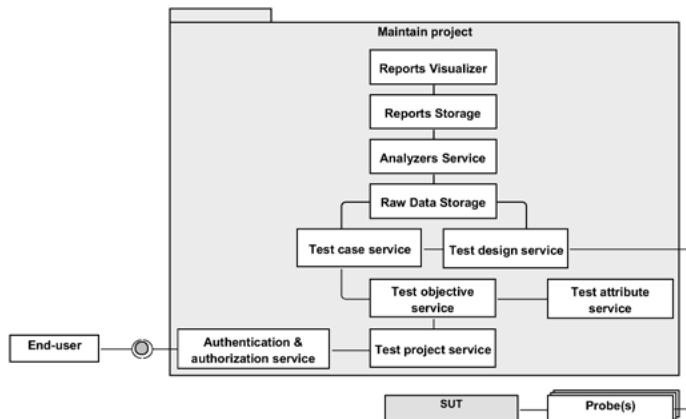 Maintain project
Reports Visualizer
Reports Storage
Analyzers Service
Raw Data Storage
Test case service
Test design service
Test objective
service
Test attribute
service
End-user
Authentication &
authorization service
Test project service
SUT
Probe(s)